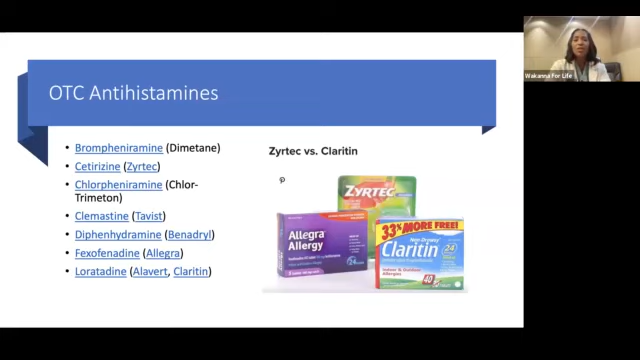 OTC Antihistamines
• Brompheniramine (Dimetane)
• Cetirizine (Zyrtec)
• Chlorpheniramine (Chlor-
Trimeton)
• Clemastine (Tavist)
• Diphenhydramine (Benadryl)
• Fexofenadine (Allegra)
• Loratadine (Alavert, Claritin)
Zyrtec vs. Claritin
ZYRTEC
Allegra
Allergy
24
33% MORE FREE!
Non-Drowsy
Claritin
24
Indoor & Outdoor
Allergies
40
Wakanna For Life